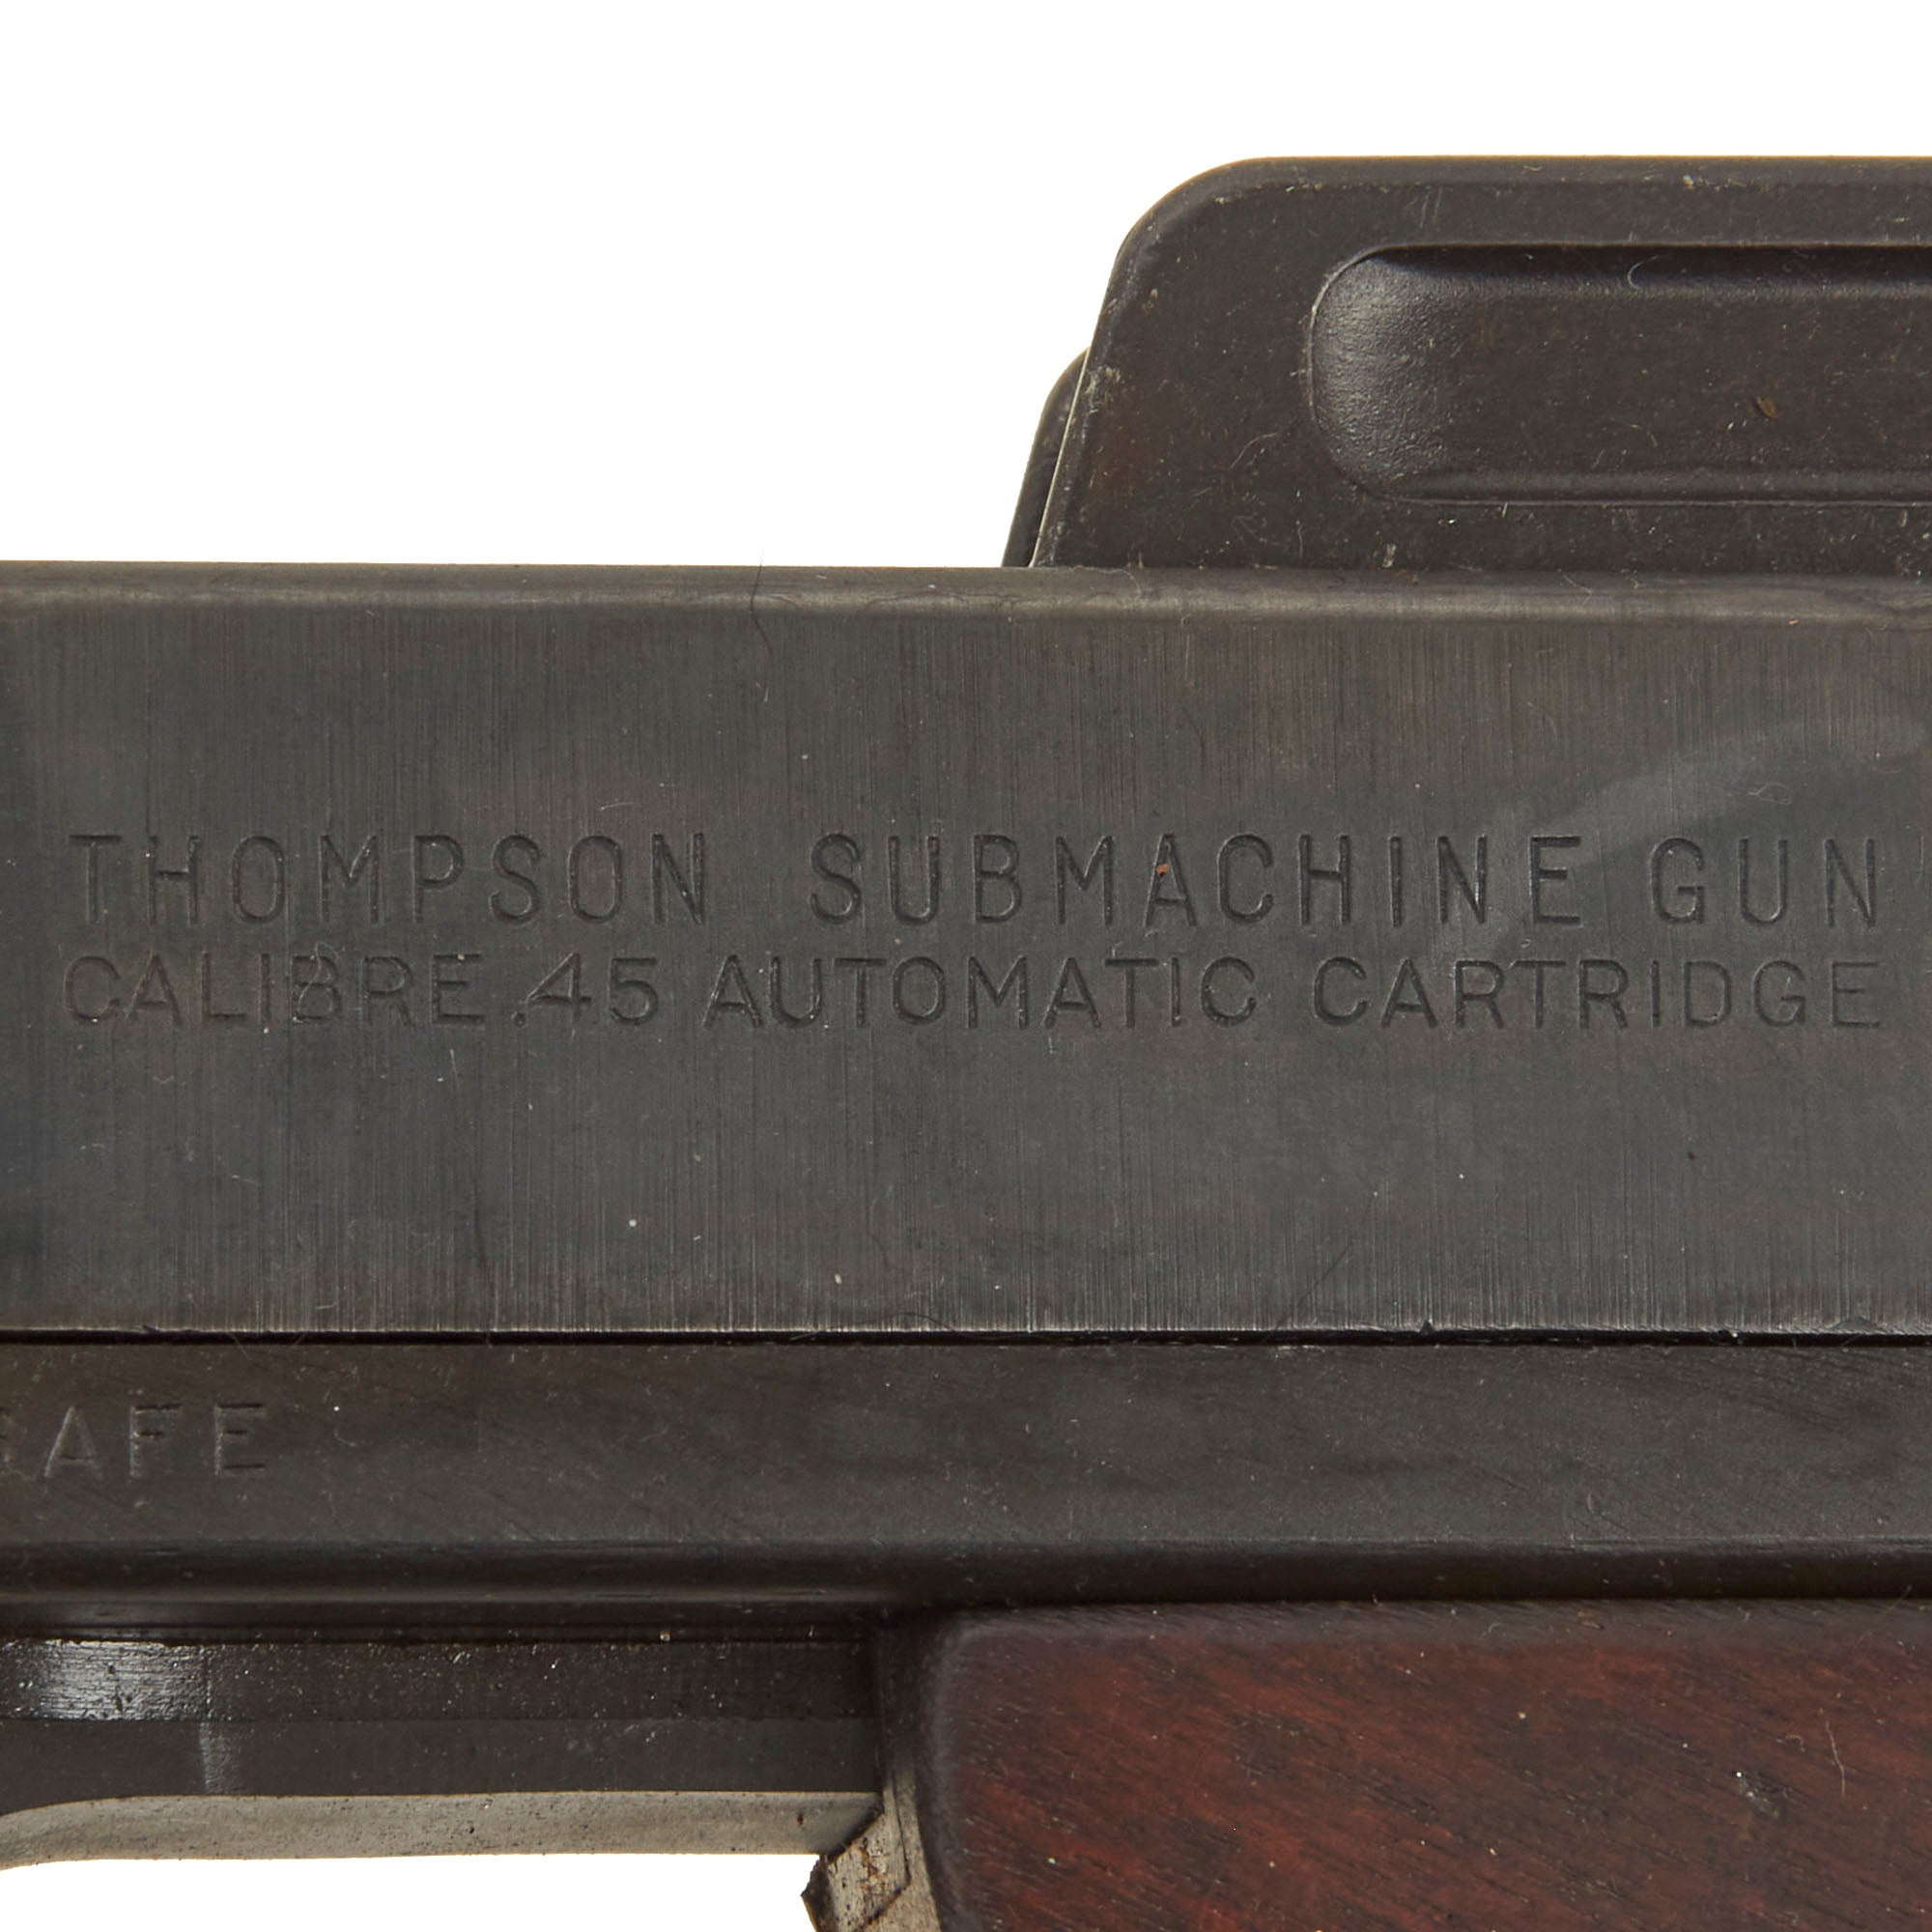 THOMPSON SUBMACHINE GUN
CALIBRE .45 AUTOMATIC CARTRIDGE
SAFE